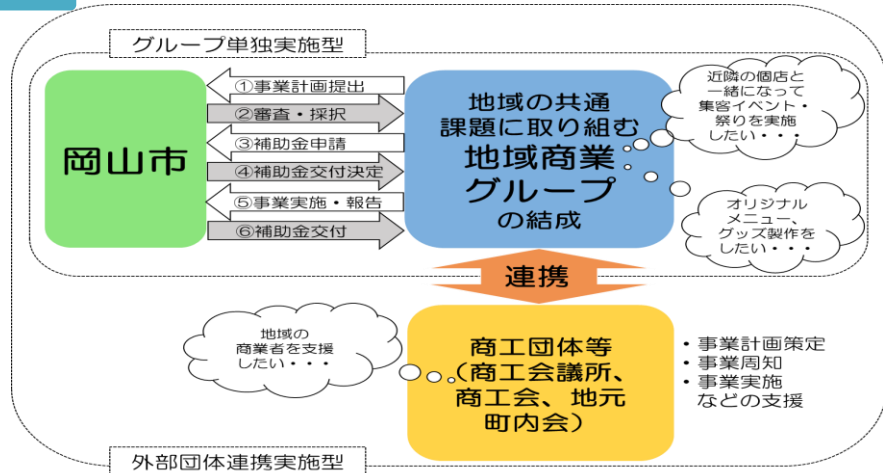 グループ単独実施型
岡山市
①事業計画提出
②審査・採択
③補助金申請
④補助金交付決定
⑤事業実施・報告
⑥補助金交付
地域の共通
課題に取り組む
地域商業
グループ
の結成
近隣の個店と
一緒になって
集客イベント・
祭りを実施
したい・・・
オリジナル
メニュー、
グッズ製作を
したい・・・
連携
地域の
商業者を支援
したい・・・
商工団体等
(商工会議所、
商工会、地元
町内会)
・事業計画策定
・事業周知
・事業実施
などの支援
外部団体連携実施型